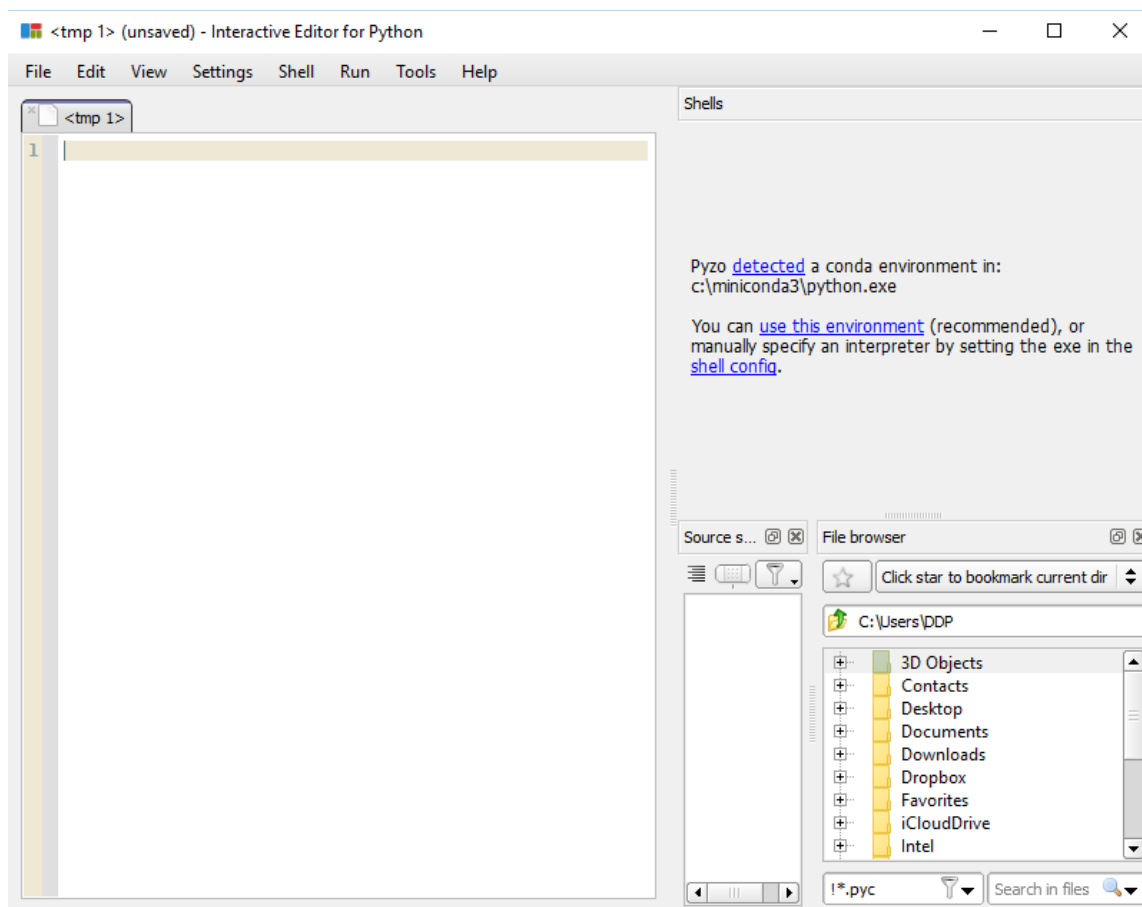 <tmp 1> (unsaved) - Interactive Editor for Python
File Edit View Settings Shell Run Tools Help
<tmp 1>
1
Shells
Pyzo detected a conda environment in:
c:\miniconda3\python.exe
You can use this environment (recommended), or
manually specify an interpreter by setting the exe in the
shell config.
Source s...
File browser
Click star to bookmark current dir
C:\Users\DDP
3D Objects
Contacts
Desktop
Documents
Downloads
Dropbox
Favorites
iCloudDrive
Intel
!*.pyc
Search in files